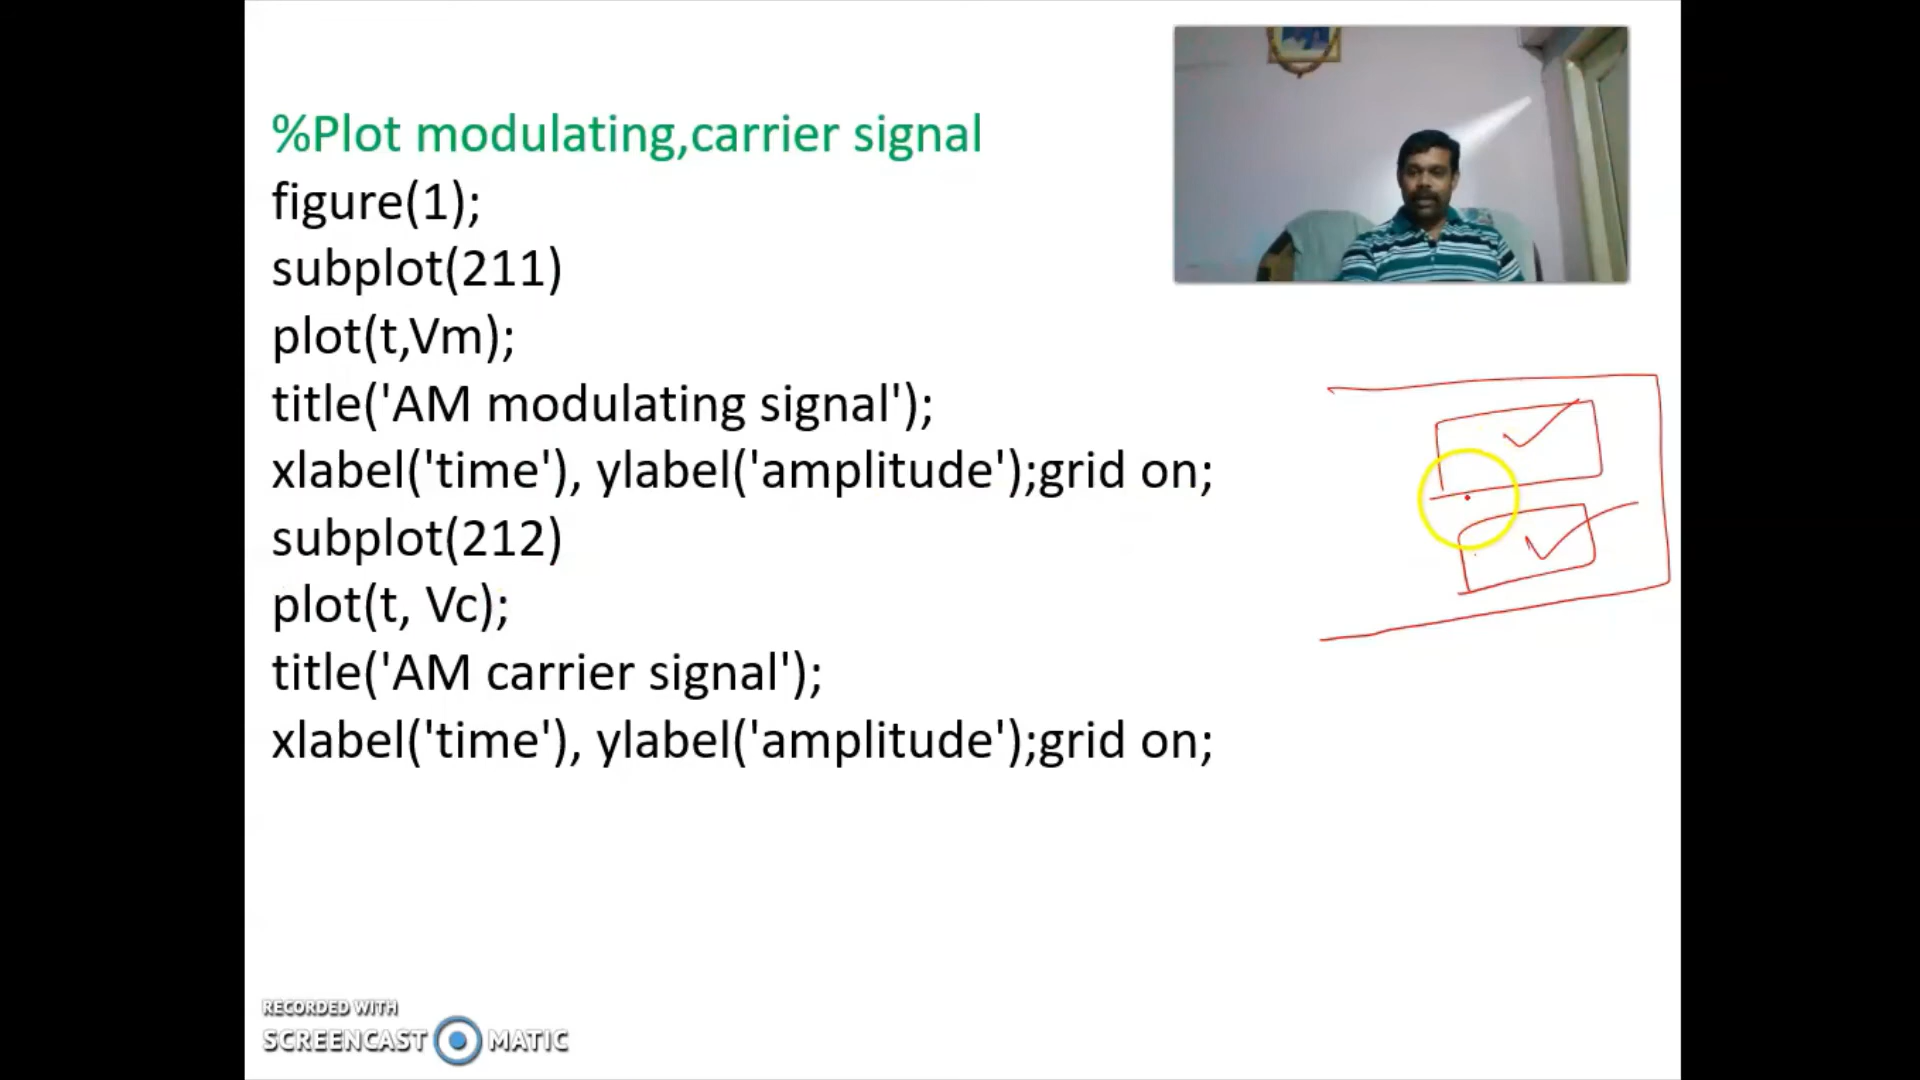 %Plot modulating,carrier signal
figure(1);
subplot(211)
plot(t,Vm);
title('AM modulating signal');
xlabel('time'), ylabel('amplitude');grid on;
subplot(212)
plot(t, Vc);
title('AM carrier signal');
xlabel('time'), ylabel('amplitude');grid on;
RECORDED WITH
SCREENCAST MATIC